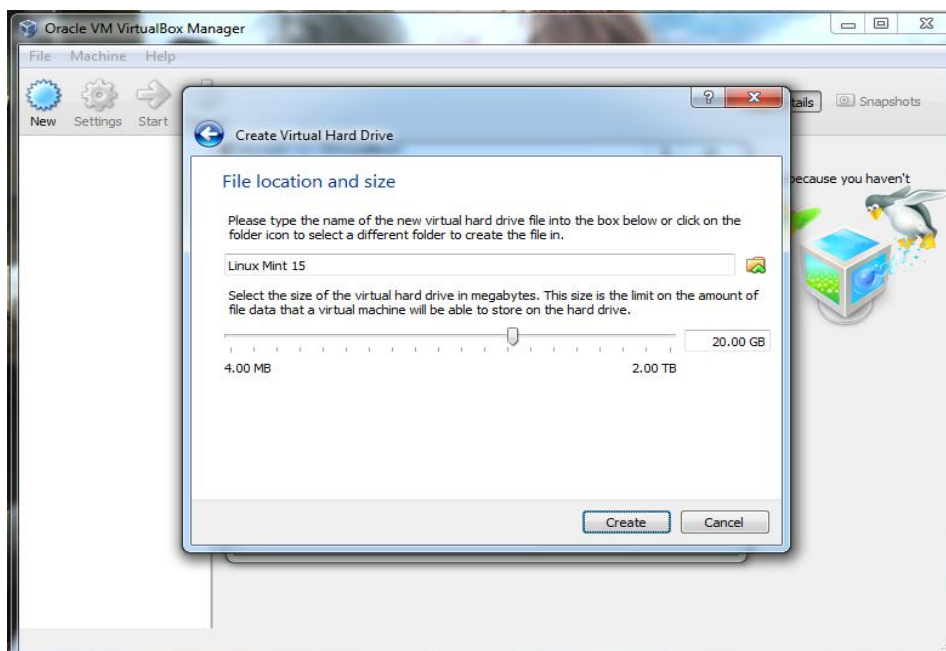 Oracle VM VirtualBox Manager
File Machine Help
New Settings Start
tails Snapshots
Create Virtual Hard Drive
because you haven't
File location and size
Please type the name of the new virtual hard drive file into the box below or click on the
folder icon to select a different folder to create the file in.
Linux Mint 15
Select the size of the virtual hard drive in megabytes. This size is the limit on the amount of
file data that a virtual machine will be able to store on the hard drive.
20.00 GB
4.00 MB 2.00 TB
Create Cancel